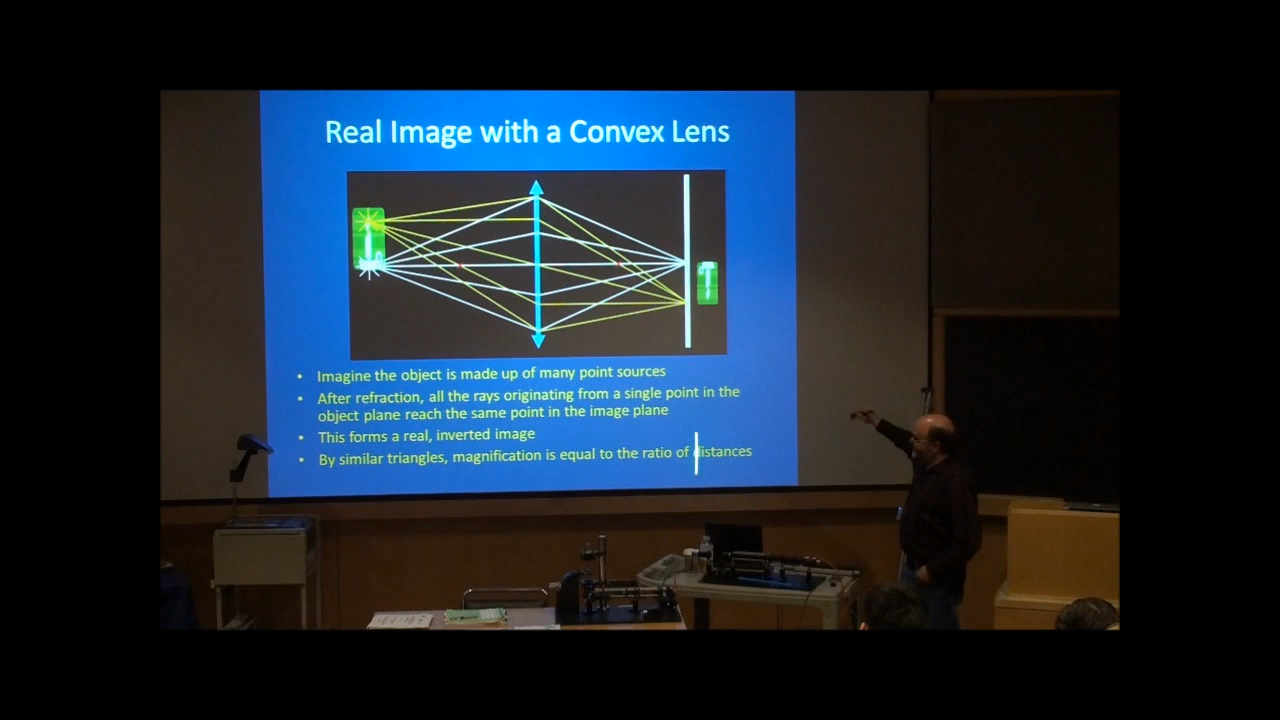 Real Image with a Convex Lens
• Imagine the object is made up of many point sources
• After refraction, all the rays originating from a single point in the
object plane reach the same point in the image plane
• This forms a real, inverted image
• By similar triangles, magnification is equal to the ratio of distances